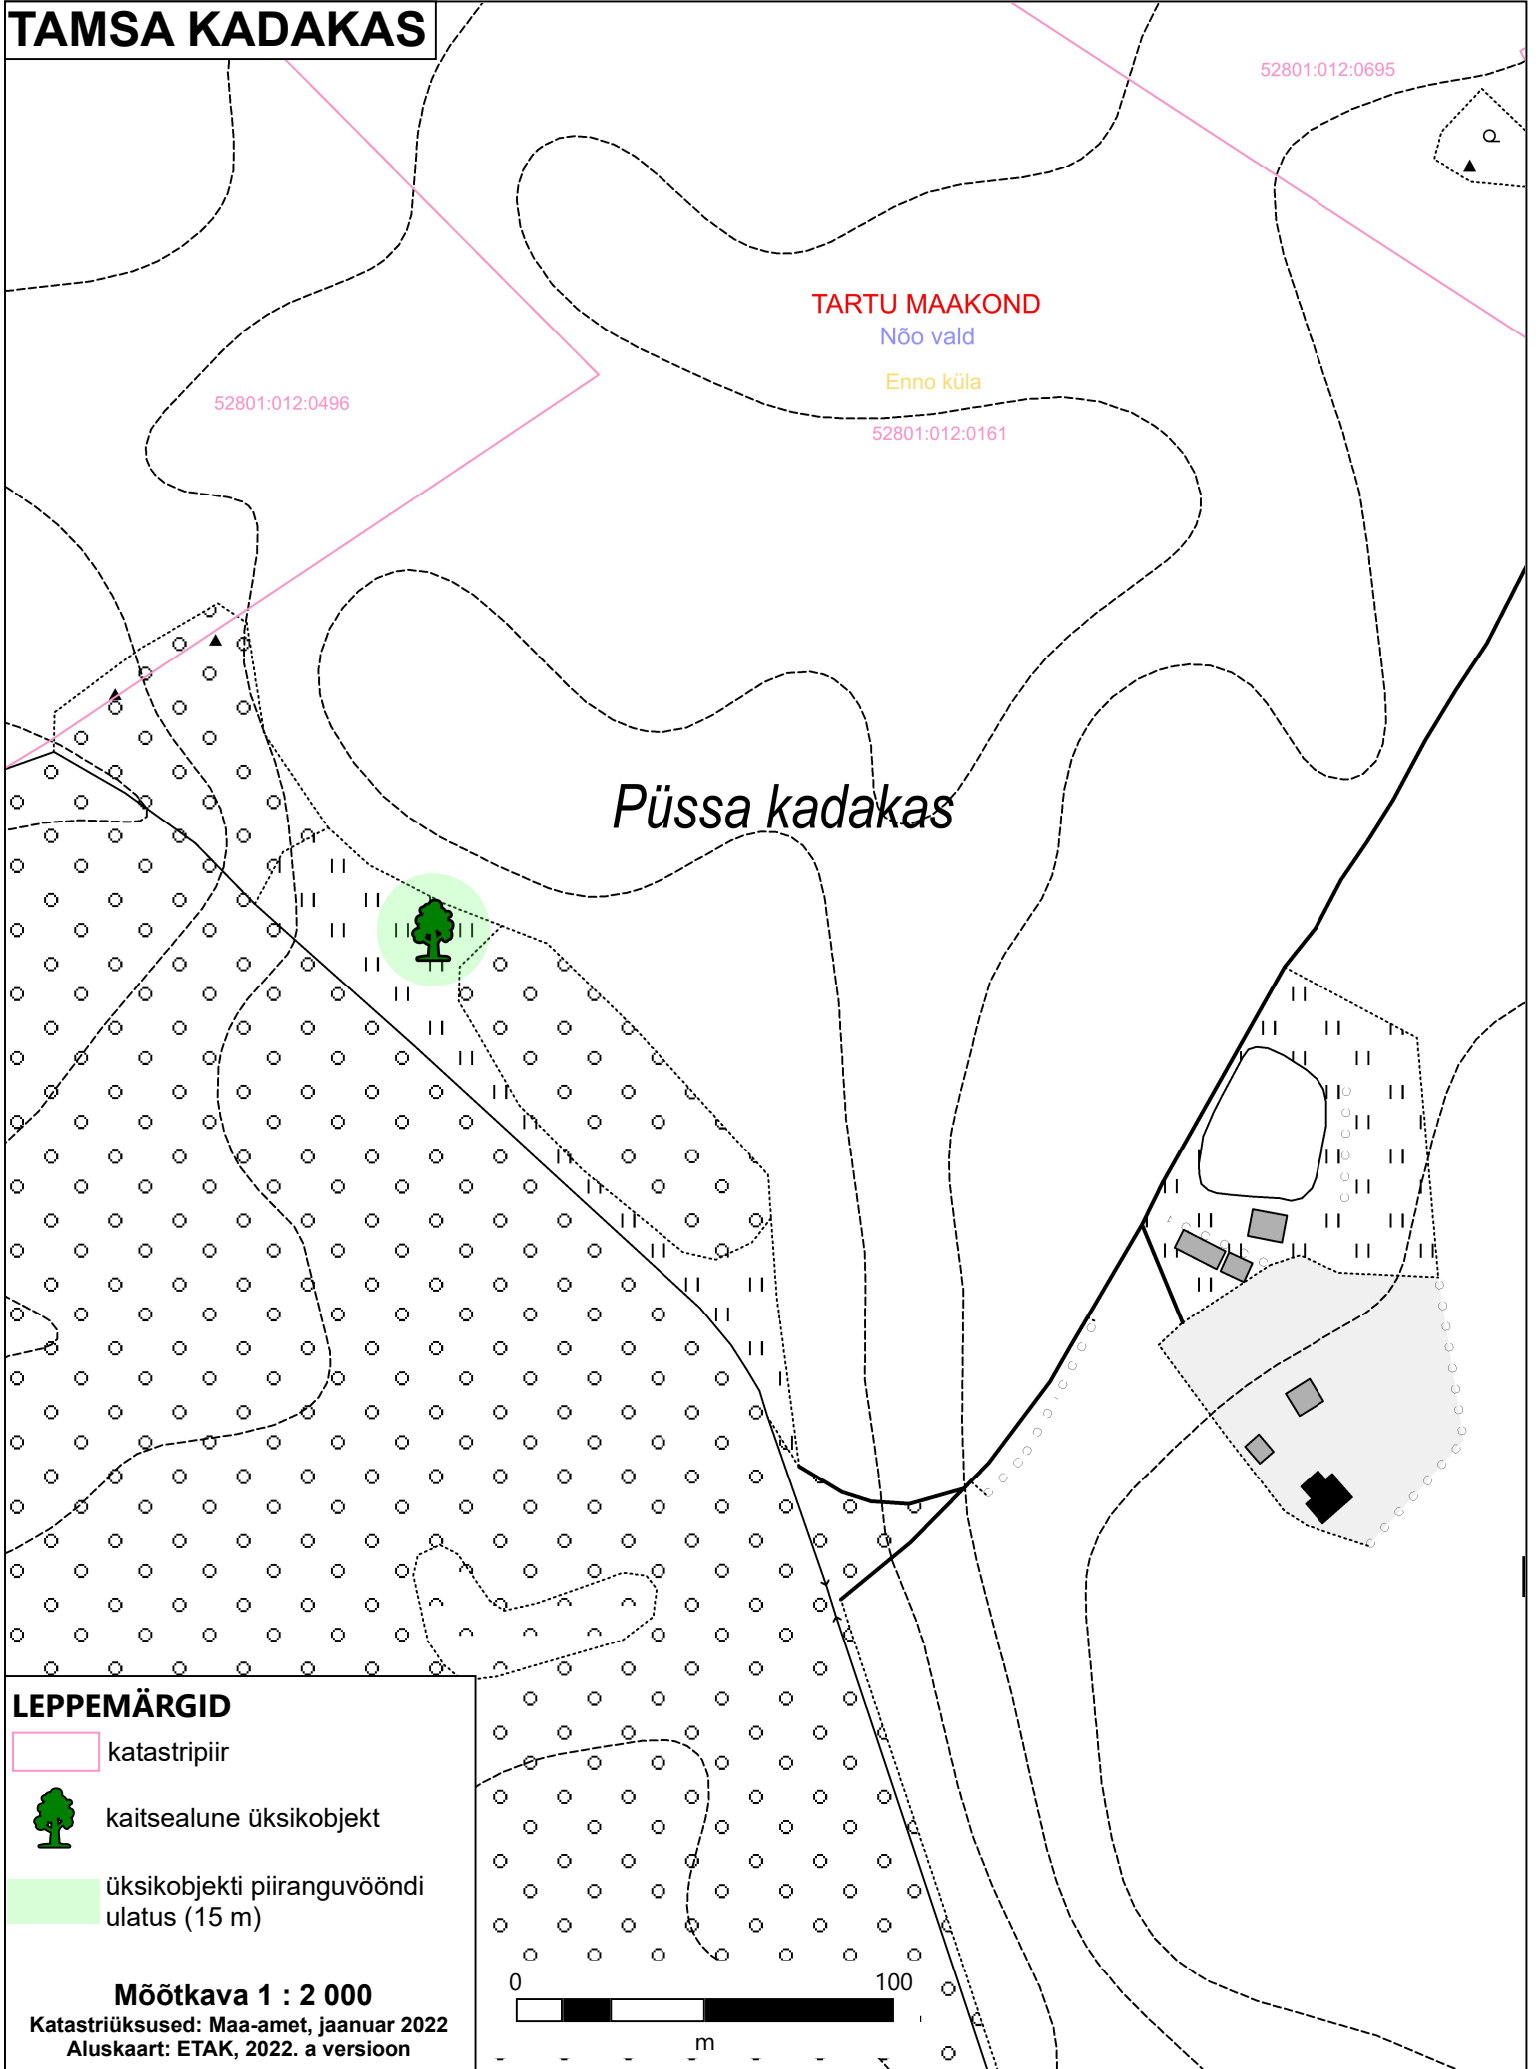 TAMSA KADAKAS
52801:012:0695
TARTU MAAKOND
Nõo vald
Enno küla
52801:012:0496
52801:012:0161
Püssa kadakas
LEPPEMÄRGID
katastripiir
kaitsealune üksikobjekt
üksikobjekti piiranguvööndi
ulatus (15 m)
Mõõtkava 1 : 2 000
Katastriüksused: Maa-amet, jaanuar 2022
Aluskaart: ETAK, 2022. a versioon
0 100
m